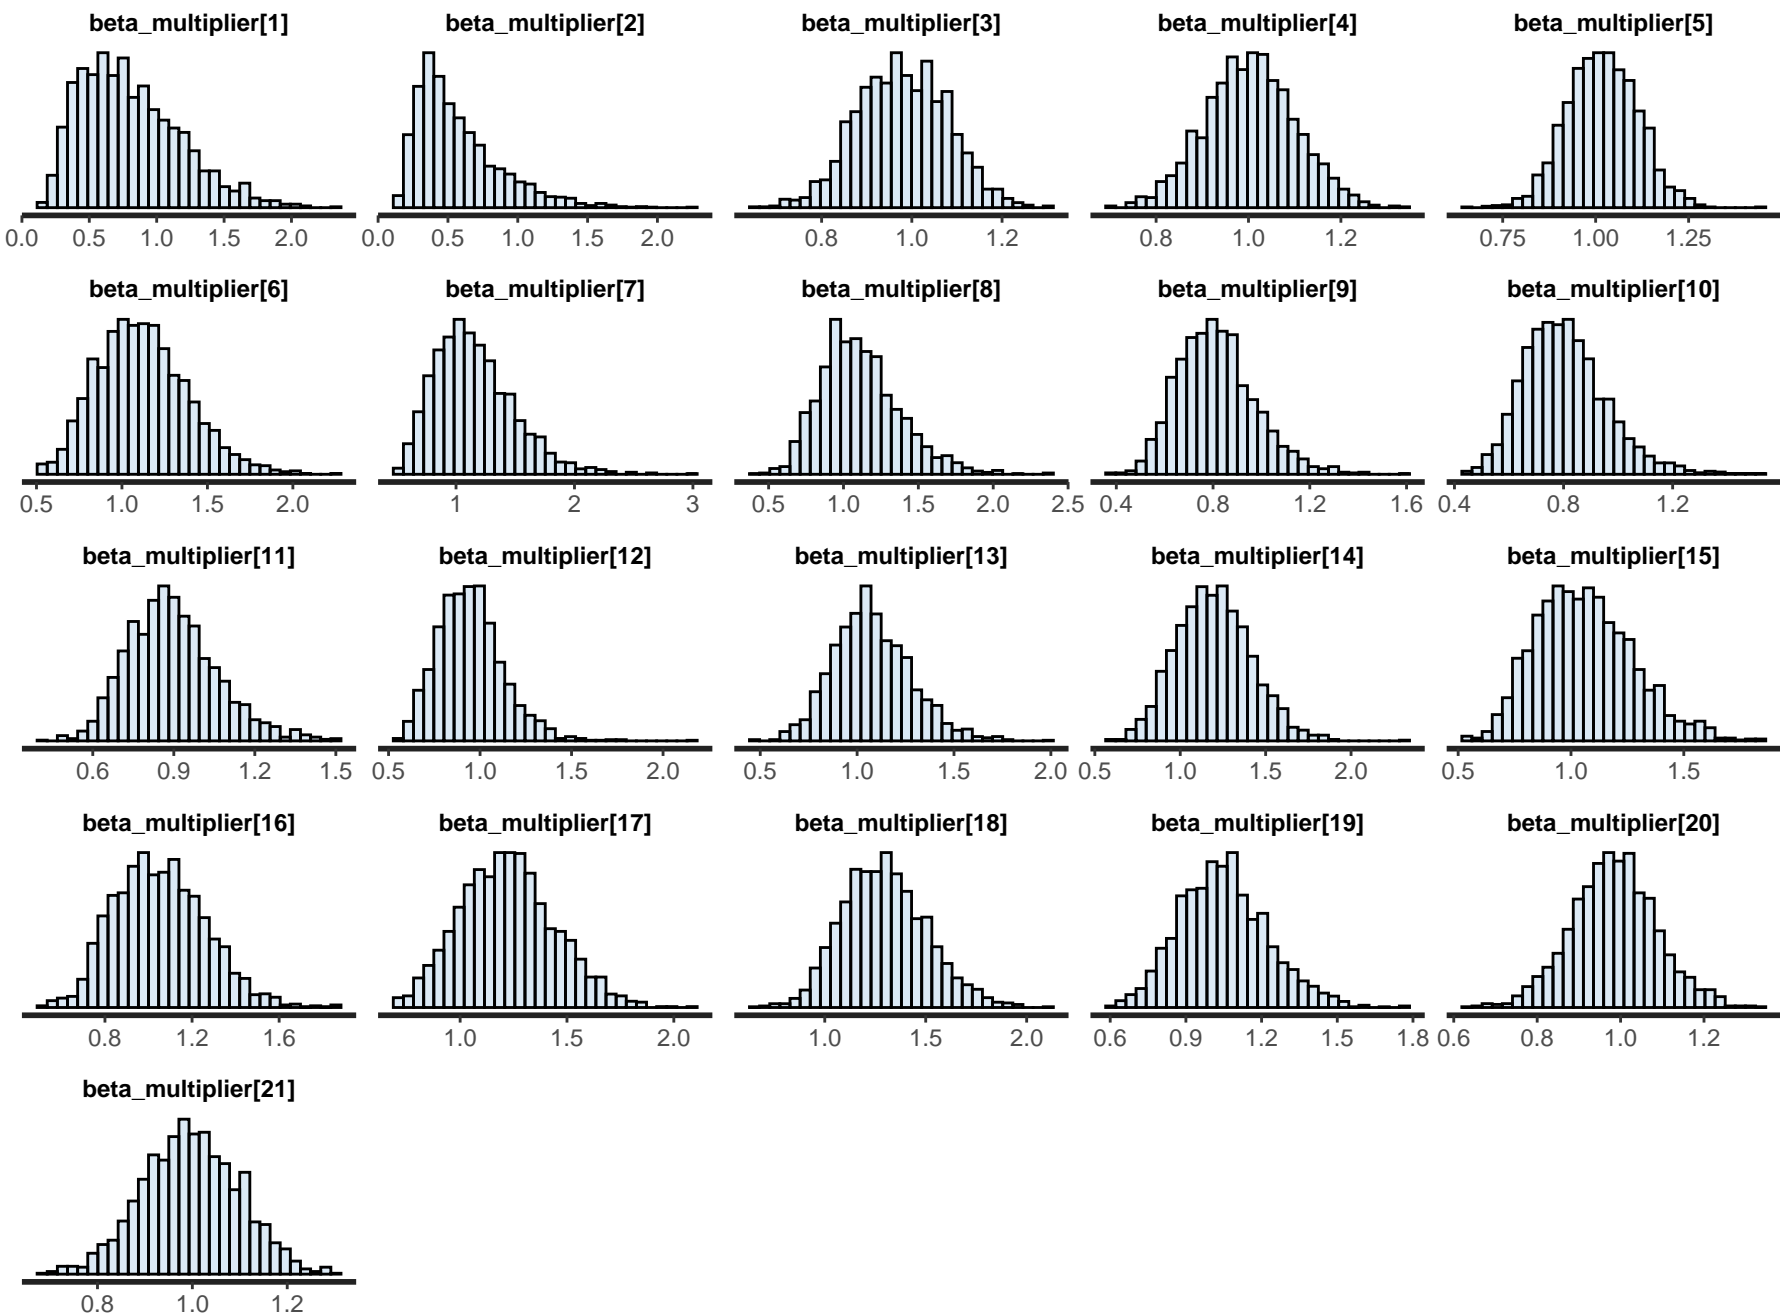 beta_multiplier[1] beta_multiplier[2] beta_multiplier[3] beta_multiplier[4] beta_multiplier[5]
0.0 0.5 1.0 1.5 2.0 0.0 0.5 1.0 1.5 2.0 0.8 1.0 1.2 0.8 1.0 1.2 0.75 1.00 1.25
beta_multiplier[6] beta_multiplier[7] beta_multiplier[8] beta_multiplier[9] beta_multiplier[10]
0.5 1.0 1.5 2.0 1 2 3 0.5 1.0 1.5 2.0 2.5 0.4 0.8 1.2 1.6 0.4 0.8 1.2
beta_multiplier[11] beta_multiplier[12] beta_multiplier[13] beta_multiplier[14] beta_multiplier[15]
0.6 0.9 1.2 1.5 0.5 1.0 1.5 2.0 0.5 1.0 1.5 2.0 0.5 1.0 1.5 2.0 0.5 1.0 1.5
beta_multiplier[16] beta_multiplier[17] beta_multiplier[18] beta_multiplier[19] beta_multiplier[20]
0.8 1.2 1.6 1.0 1.5 2.0 1.0 1.5 2.0 0.6 0.9 1.2 1.5 1.8 0.6 0.8 1.0 1.2
beta_multiplier[21]
0.8 1.0 1.2